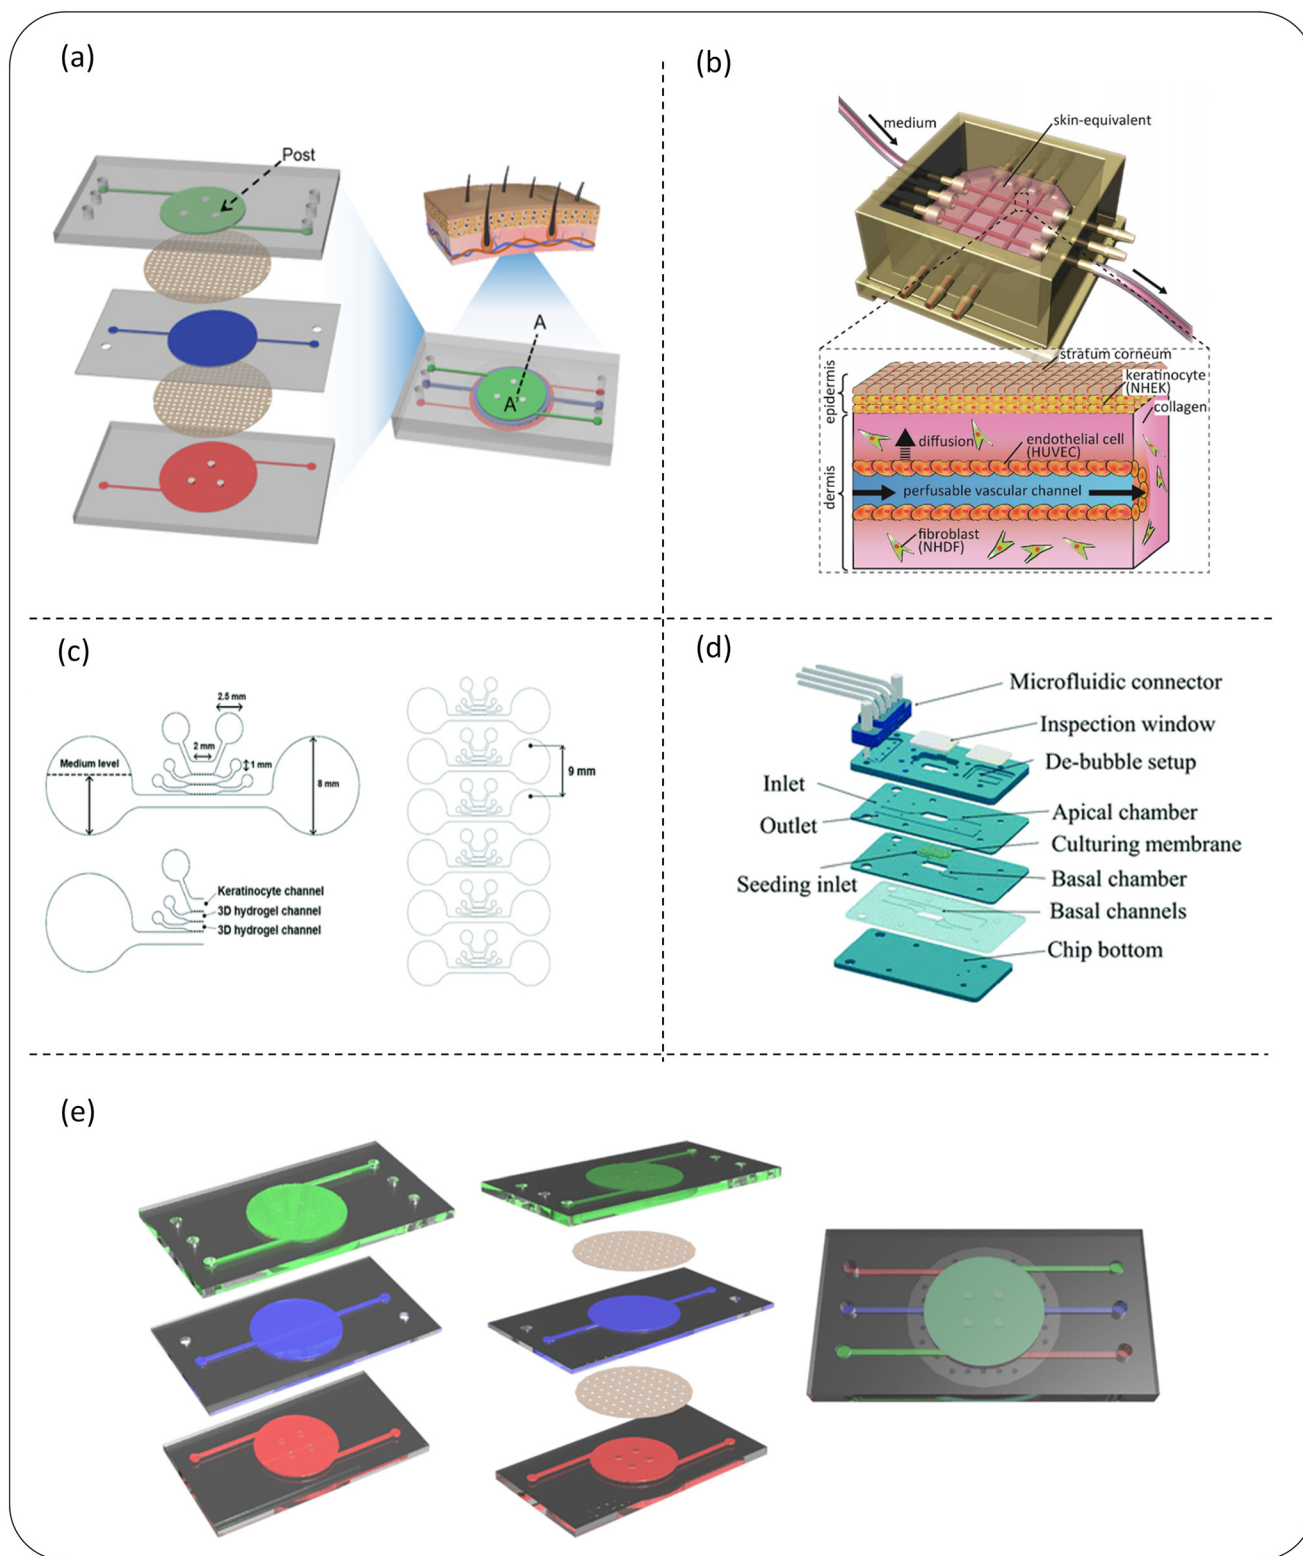 (a)
Post
A
A'
(b)
medium
skin-equivalent
stratum corneum
keratinocyte
(NHEK)
collagen
epidermis
diffusion
endothelial cell
(HUVEC)
dermis
perfusable vascular channel
fibroblast
(NHDF)
(c)
2.5 mm
2 mm
Medium level
1 mm
8 mm
9 mm
Keratinocyte channel
3D hydrogel channel
3D hydrogel channel
(d)
Microfluidic connector
Inspection window
De-bubble setup
Inlet
Apical chamber
Outlet
Culturing membrane
Seeding inlet
Basal chamber
Basal channels
Chip bottom
(e)